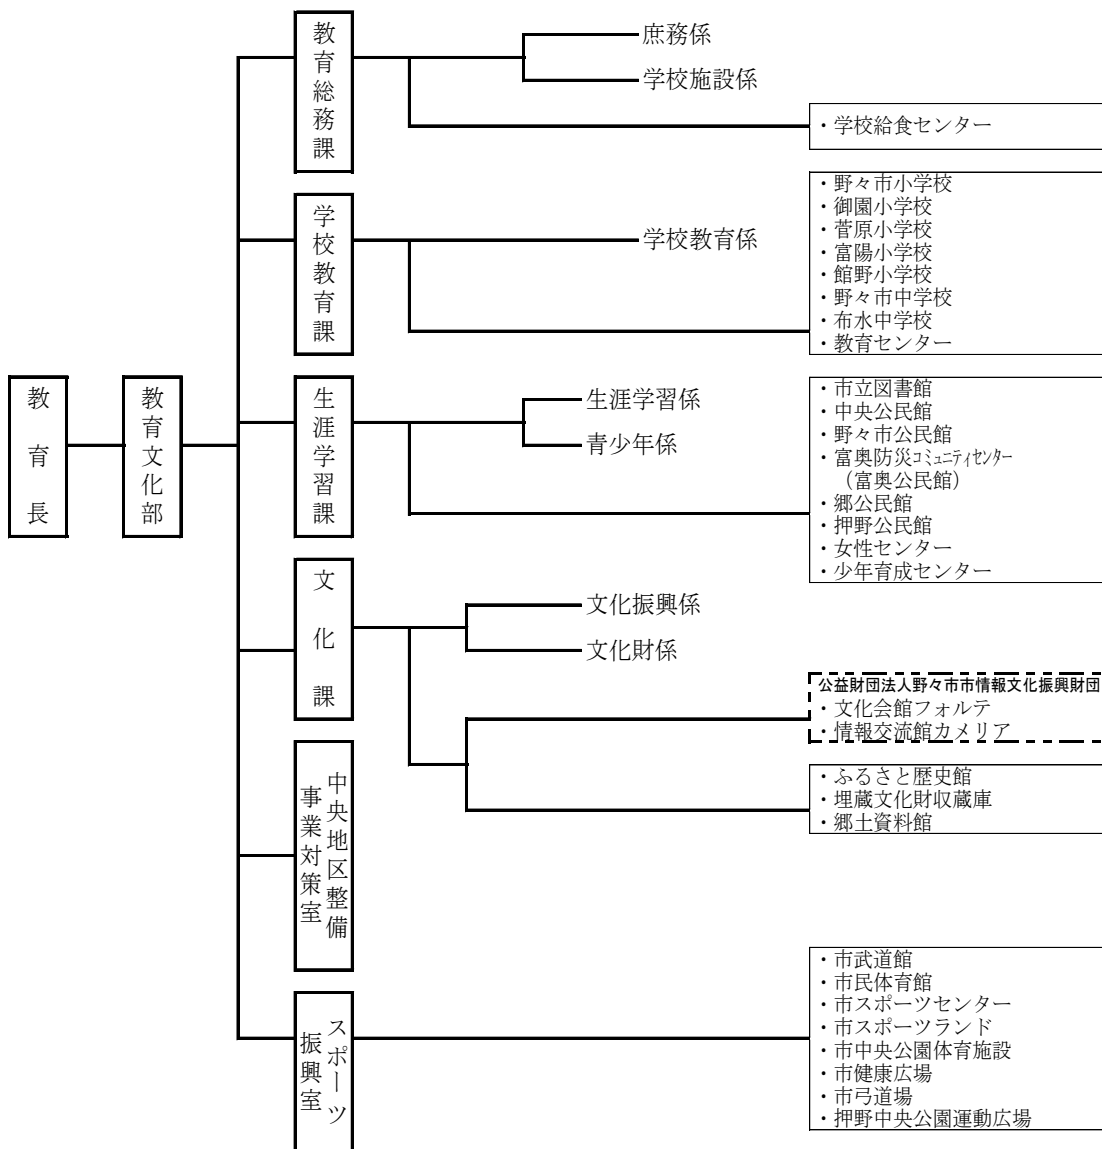 教育長
教育文化部
教育総務課
庶務係
学校施設係
・学校給食センター
学校教育課
学校教育係
・野々市小学校
・御園小学校
・菅原小学校
・富陽小学校
・館野小学校
・野々市中学校
・布水中学校
・教育センター
生涯学習課
生涯学習係
青少年係
・市立図書館
・中央公民館
・野々市公民館
・富奥防災ｺﾐｭﾆﾃｨｾﾝﾀｰ
（富奥公民館）
・郷公民館
・押野公民館
・女性センター
・少年育成センター
文化課
文化振興係
文化財係
公益財団法人野々市市情報文化振興財団
・文化会館フォルテ
・情報交流館カメリア
・ふるさと歴史館
・埋蔵文化財収蔵庫
・郷土資料館
中央地区整備
事業対策室
スポーツ
振興室
・市武道館
・市民体育館
・市スポーツセンター
・市スポーツランド
・市中央公園体育施設
・市健康広場
・市弓道場
・押野中央公園運動広場